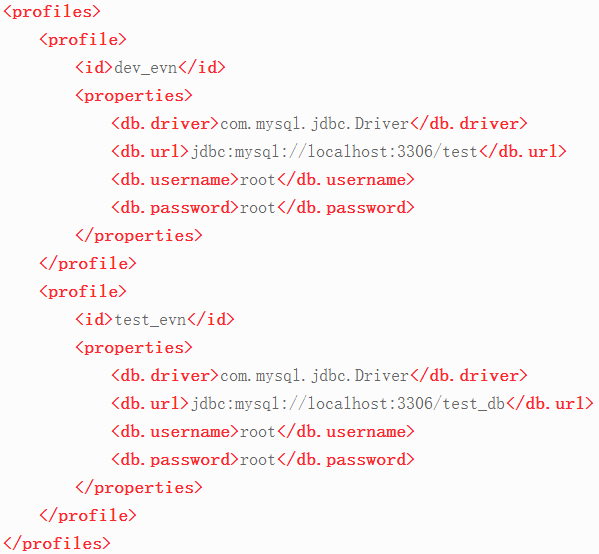 <profiles>
<profile>
<id>dev_evn</id>
<properties>
<db.driver>com.mysql.jdbc.Driver</db.driver>
<db.url>jdbc:mysql://localhost:3306/test</db.url>
<db.username>root</db.username>
<db.password>root</db.password>
</properties>
</profile>
<profile>
<id>test_evn</id>
<properties>
<db.driver>com.mysql.jdbc.Driver</db.driver>
<db.url>jdbc:mysql://localhost:3306/test_db</db.url>
<db.username>root</db.username>
<db.password>root</db.password>
</properties>
</profile>
</profiles>